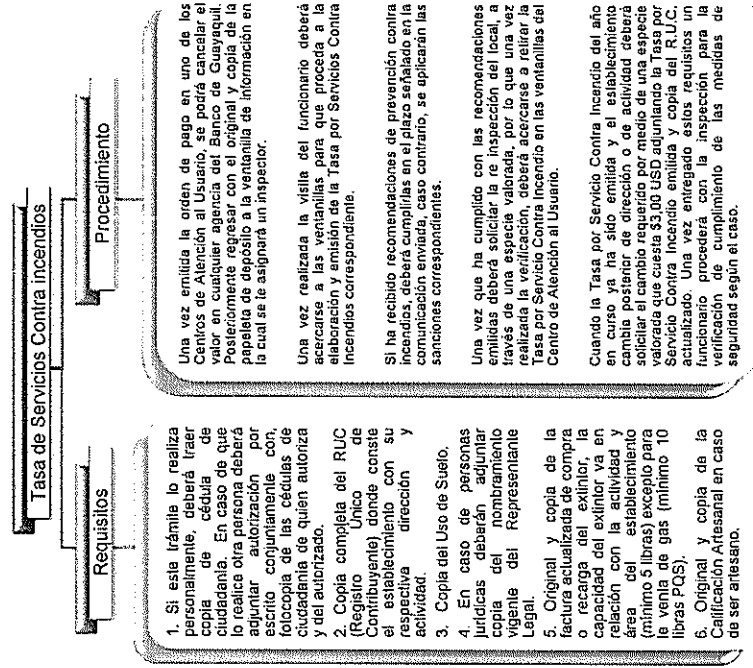 Tasa de Servicios Contra incendios
Requisitos
1. Si este trámite lo realiza
personalmente, deberá traer
copia de cédula de
ciudadanía. En caso de que
lo realice otra persona deberá
adjuntar autorización por
escrito conjuntamente con,
fotocopia de las cédulas de
ciudadanía de quien autoriza
y del autorizado.
2. Copia completa del RUC
(Registro Único de
Contribuyente) donde conste
el establecimiento con su
respectiva dirección y
actividad.
3. Copia del Uso de Suelo.
4. En caso de personas
jurídicas deberán adjuntar
copia del nombramiento
vigente del Representante
Legal.
5. Original y copia de la
factura actualizada de compra
o recarga del extintor, la
capacidad del extintor va en
relación con la actividad y
área del establecimiento
(mínimo 5 libras) excepto para
le venta de gas (mínimo 10
libras PQS).
6. Original y copia de la
Calificación Artesanal en caso
de ser artesano.
Procedimiento
Una vez emitida la orden de pago en uno de los
Centros de Atención al Usuario, se podrá cancelar el
valor en cualquier agencia del Banco de Guayaquil.
Posteriormente regresar con el original y copia de la
papeleta de depósito a la ventanilla de Información en
la cual se le asignará un inspector.
Una vez realizada la visita del funcionario deberá
acercarse a las ventanillas para que proceda a la
elaboración y emisión de la Tasa por Servicios Contra
Incendios correspondiente.
Si ha recibido recomendaciones de prevención contra
incendios, deberá cumplirlas en el plazo señalado en la
comunicación enviada, caso contrario, se aplicarán las
sanciones correspondientes.
Una vez que ha cumplido con las recomendaciones
emitidas deberá solicitar la re inspección del local, a
través de una especie valorada, por lo que una vez
realizada la verificación, deberá acercarse a retirar la
Tasa por Servicio Contra Incendio en las ventanillas del
Centro de Atención al Usuario.
Cuando la Tasa por Servicio Contra Incendio del año
en curso ya ha sido emitida y el establecimiento
cambia posterior de dirección o de actividad deberá
solicitar el cambio requerido por medio de una especie
valorada que cuesta $3,00 USD adjuntando la Tasa por
Servicio Contra Incendio emitida y copia del R.U.C.
actualizado. Una vez entregado estos requisitos un
funcionario procederá con la inspección para la
verificación de cumplimiento de las medidas de
seguridad según el caso.